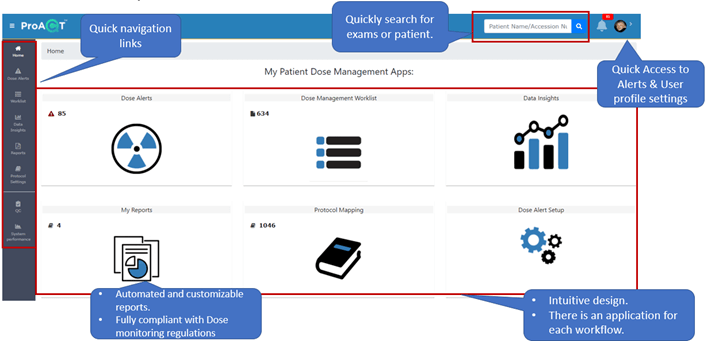 ProACT
Quick navigation
links
Quickly search for
exams or patient.
Patient Name/Accession Nu
Home
Quick Access to
Alerts & User
profile settings
My Patient Dose Management Apps:
Home
Dose Alerts
Worklist
Data
Insights
Reports
Protocol
Settings
QC
System
performance
Dose Alerts
85
Dose Management Worklist
634
Data Insights
My Reports
4
Protocol Mapping
1046
Dose Alert Setup
• Automated and customizable
reports.
• Fully compliant with Dose
monitoring regulations
• Intuitive design.
• There is an application for
each workflow.